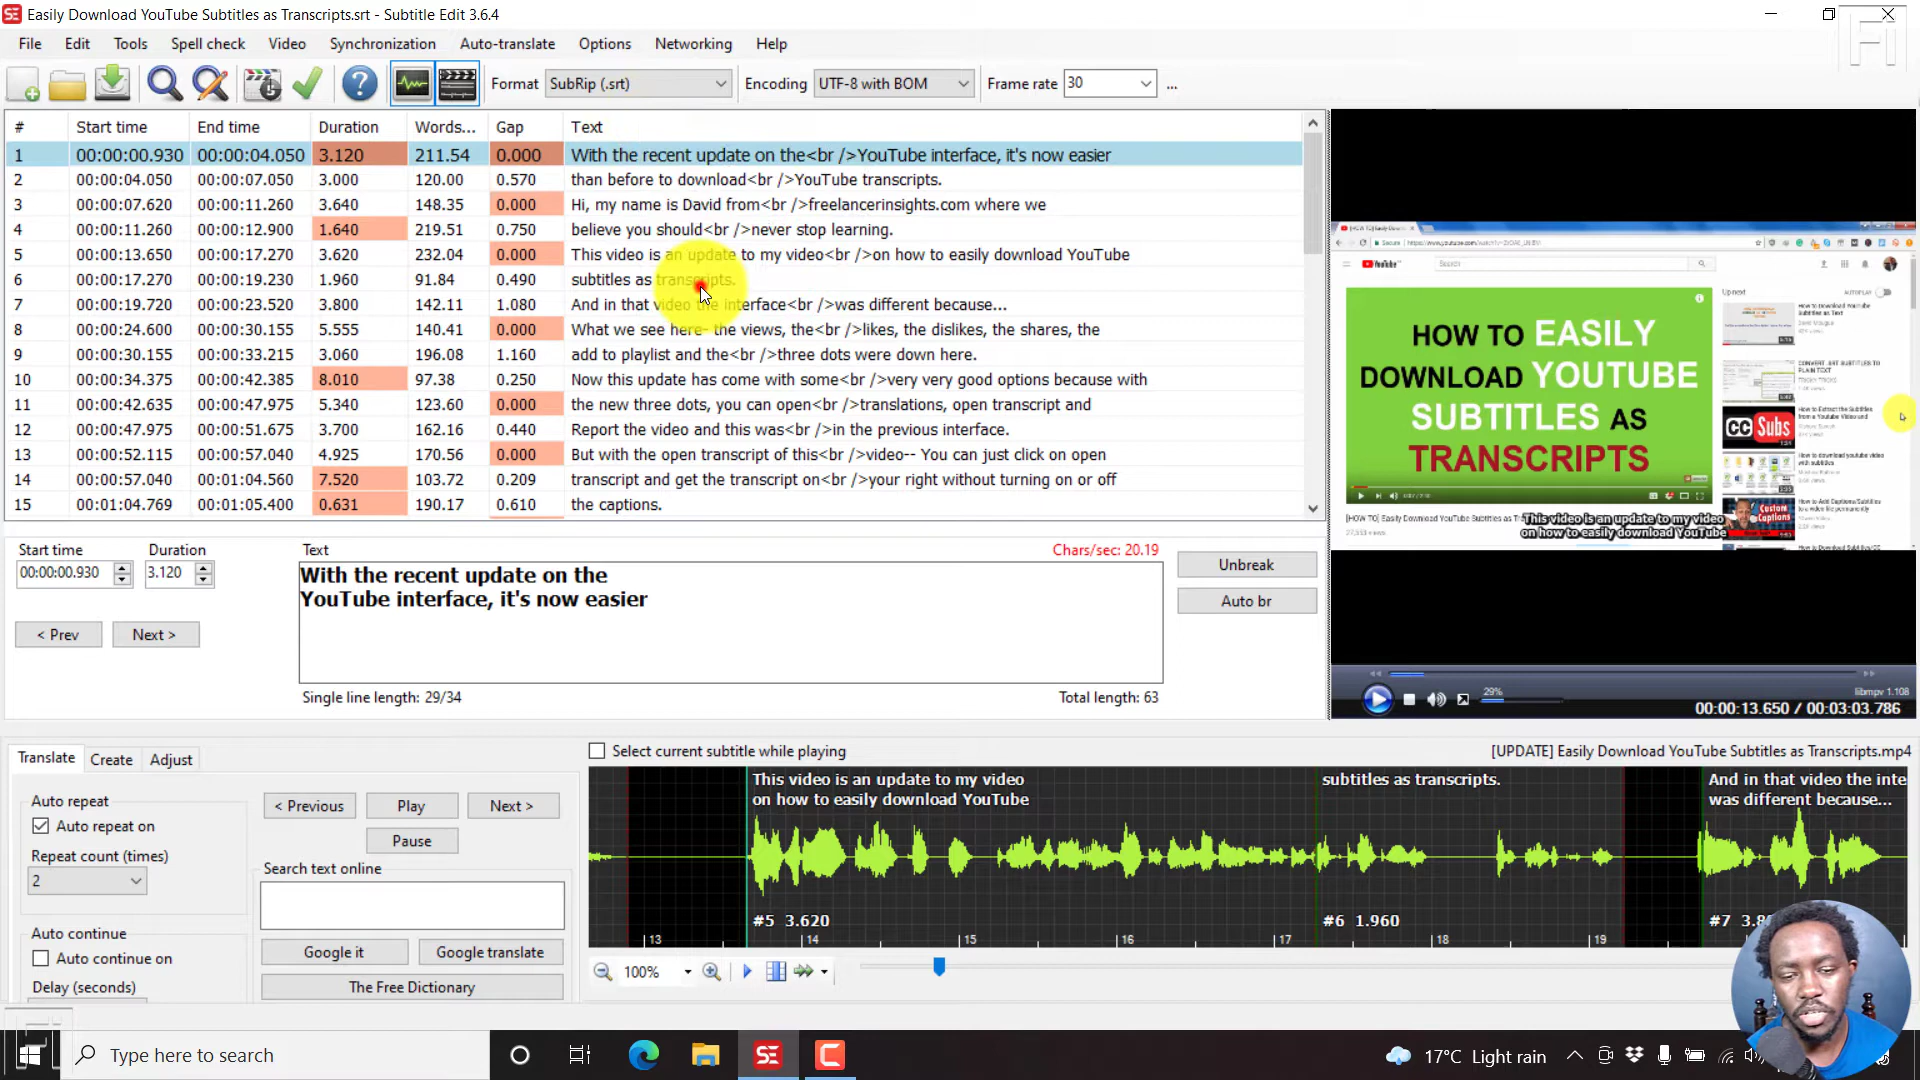 Easily Download YouTube Subtitles as Transcripts.srt - Subtitle Edit 3.6.4
File Edit Tools Spell check Video Synchronization Auto-translate Options Networking Help
Format SubRip (.srt) Encoding UTF-8 with BOM Frame rate 30 ...
# Start time End time Duration Words... Gap Text
1 00:00:00.930 00:00:04.050 3.120 211.54 0.000 With the recent update on the<br />YouTube interface, it's now easier
2 00:00:04.050 00:00:07.050 3.000 120.00 0.570 than before to download<br />YouTube transcripts.
3 00:00:07.620 00:00:11.260 3.640 148.35 0.000 Hi, my name is David from<br />freelancerinsights.com where we
4 00:00:11.260 00:00:12.900 1.640 219.51 0.750 believe you should<br />never stop learning.
5 00:00:13.650 00:00:17.270 3.620 232.04 0.000 This video is an update to my video<br />on how to easily download YouTube
6 00:00:17.270 00:00:19.230 1.960 91.84 0.490 subtitles as transcripts.
7 00:00:19.720 00:00:23.520 3.800 142.11 1.080 And in that video the interface<br />was different because...
8 00:00:24.600 00:00:30.155 5.555 140.41 0.000 What we see here- the views, the<br />likes, the dislikes, the shares, the
9 00:00:30.155 00:00:33.215 3.060 196.08 1.160 add to playlist and the<br />three dots were down here.
10 00:00:34.375 00:00:42.385 8.010 97.38 0.250 Now this update has come with some<br />very very good options because with
11 00:00:42.635 00:00:47.975 5.340 123.60 0.000 the new three dots, you can open<br />translations, open transcript and
12 00:00:47.975 00:00:51.675 3.700 162.16 0.440 Report the video and this was<br />in the previous interface.
13 00:00:52.115 00:00:57.040 4.925 170.56 0.000 But with the open transcript of this<br />video-- You can just click on open
14 00:00:57.040 00:01:04.560 7.520 103.72 0.209 transcript and get the transcript on<br />your right without turning on or off
15 00:01:04.769 00:01:05.400 0.631 190.17 0.610 the captions.
YouTube
Search
Up next
AUTOPLAY
HOW TO EASILY
DOWNLOAD YOUTUBE
SUBTITLES AS
TRANSCRIPTS
CC Subs
Custom
Captions
[HOW TO] Easily Download YouTube Subtitles as
This video is an update to my video
on how to easily download YouTube
29%
libmpv 1.108
00:00:13.650 / 00:03:03.786
Start time Duration Text Chars/sec: 20.19
00:00:00.930 3.120
With the recent update on the
YouTube interface, it's now easier
Unbreak
Auto br
< Prev Next >
Single line length: 29/34 Total length: 63
Translate Create Adjust
Auto repeat
Auto repeat on
Repeat count (times)
2
Auto continue
Auto continue on
Delay (seconds)
< Previous Play Next >
Pause
Search text online
Google it Google translate
The Free Dictionary
Select current subtitle while playing [UPDATE] Easily Download YouTube Subtitles as Transcripts.mp4
This video is an update to my video
on how to easily download YouTube
subtitles as transcripts.
And in that video the inte
was different because...
#5 3.620 #6 1.960 #7 3.8
13 14 15 16 17 18 19
100%
Type here to search
17°C Light rain